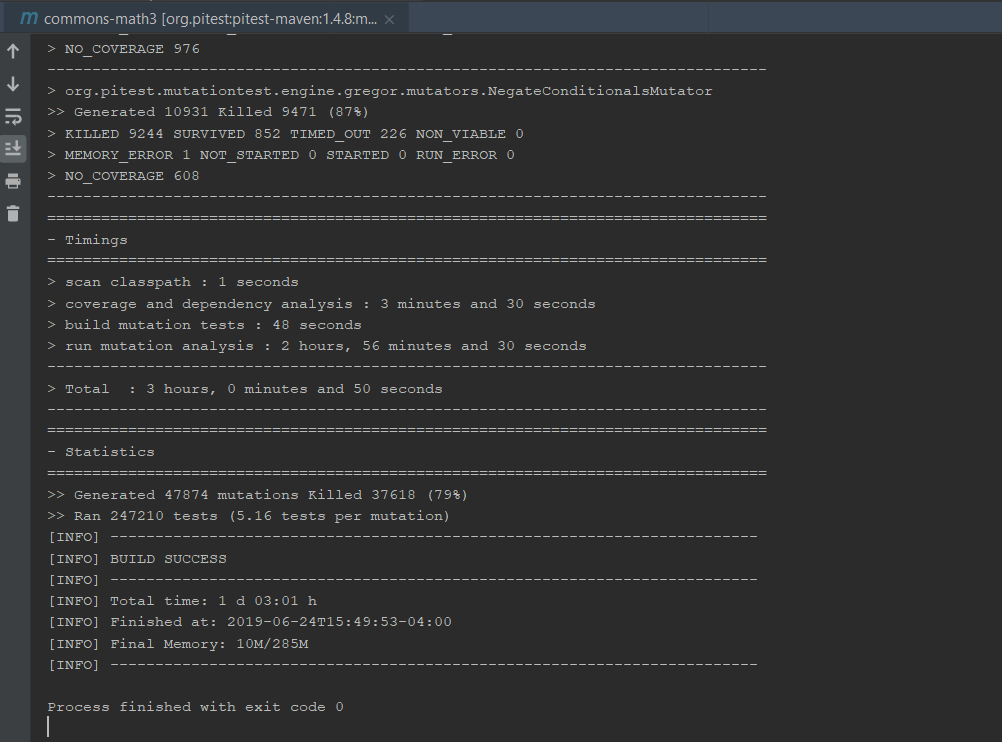 m commons-math3 [org.pitest:pitest-maven:1.4.8:m... ×
> NO_COVERAGE 976
--------------------------------------------------------------------------------
> org.pitest.mutationtest.engine.gregor.mutators.NegateConditionalsMutator
>> Generated 10931 Killed 9471 (87%)
> KILLED 9244 SURVIVED 852 TIMED_OUT 226 NON_VIABLE 0
> MEMORY_ERROR 1 NOT_STARTED 0 STARTED 0 RUN_ERROR 0
> NO_COVERAGE 608
--------------------------------------------------------------------------------
================================================================================
- Timings
================================================================================
> scan classpath : 1 seconds
> coverage and dependency analysis : 3 minutes and 30 seconds
> build mutation tests : 48 seconds
> run mutation analysis : 2 hours, 56 minutes and 30 seconds
--------------------------------------------------------------------------------
> Total  : 3 hours, 0 minutes and 50 seconds
--------------------------------------------------------------------------------
================================================================================
- Statistics
================================================================================
>> Generated 47874 mutations Killed 37618 (79%)
>> Ran 247210 tests (5.16 tests per mutation)
[INFO] ------------------------------------------------------------------------
[INFO] BUILD SUCCESS
[INFO] ------------------------------------------------------------------------
[INFO] Total time: 1 d 03:01 h
[INFO] Finished at: 2019-06-24T15:49:53-04:00
[INFO] Final Memory: 10M/285M
[INFO] ------------------------------------------------------------------------
Process finished with exit code 0